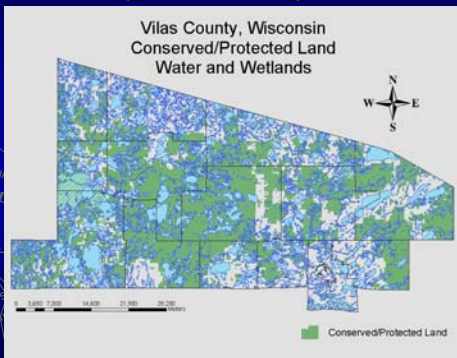 Vilas County, Wisconsin
Conserved/Protected Land
Water and Wetlands
N
W E
S
0 3,650 7,300 14,600 21,900 29,200
Meters
Conserved/Protected Land